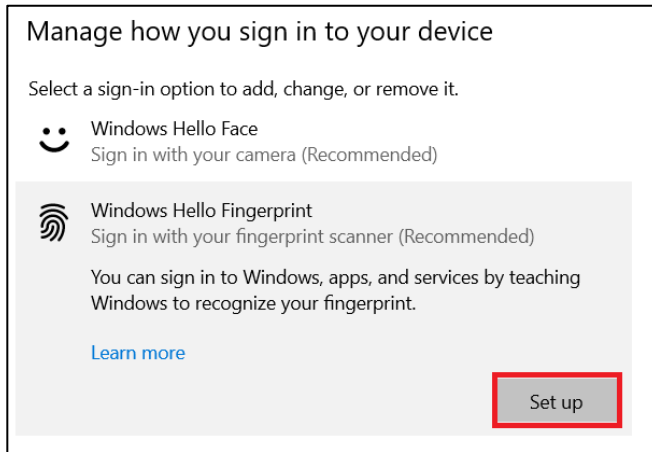 Manage how you sign in to your device
Select a sign-in option to add, change, or remove it.
Windows Hello Face
Sign in with your camera (Recommended)
Windows Hello Fingerprint
Sign in with your fingerprint scanner (Recommended)
You can sign in to Windows, apps, and services by teaching
Windows to recognize your fingerprint.
Learn more
Set up